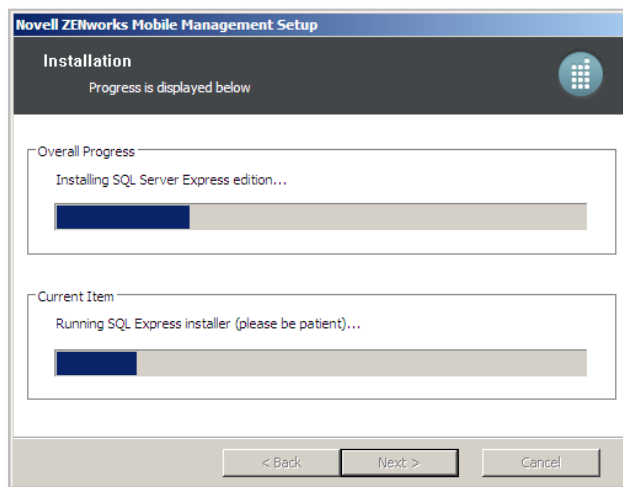 Novell ZENworks Mobile Management Setup
Installation
Progress is displayed below
Overall Progress
Installing SQL Server Express edition...
Current Item
Running SQL Express installer (please be patient)...
< Back
Next >
Cancel